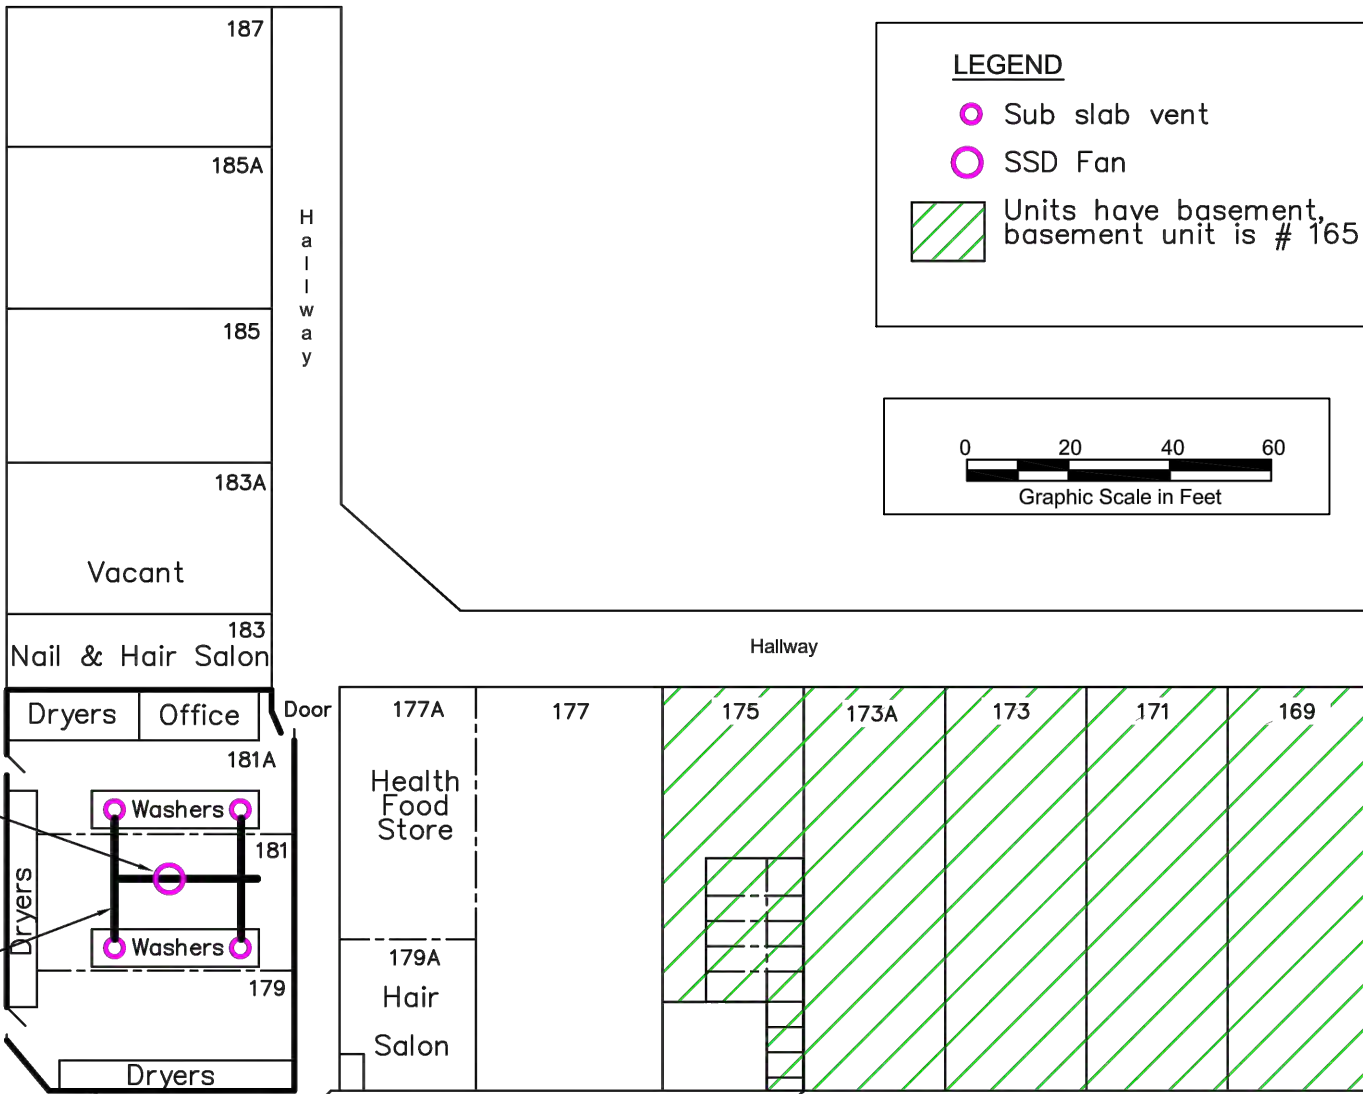 187
185A
Hallway
185
183A
Vacant
183
Nail & Hair Salon
LEGEND
Sub slab vent
SSD Fan
Units have basement,
basement unit is # 165
0 20 40 60
Graphic Scale in Feet
Hallway
Dryers
Office
Door
181A
Washers
181
Dryers
Washers
179
Dryers
177A
Health
Food
Store
179A
Hair
Salon
177
175
173A
173
171
169